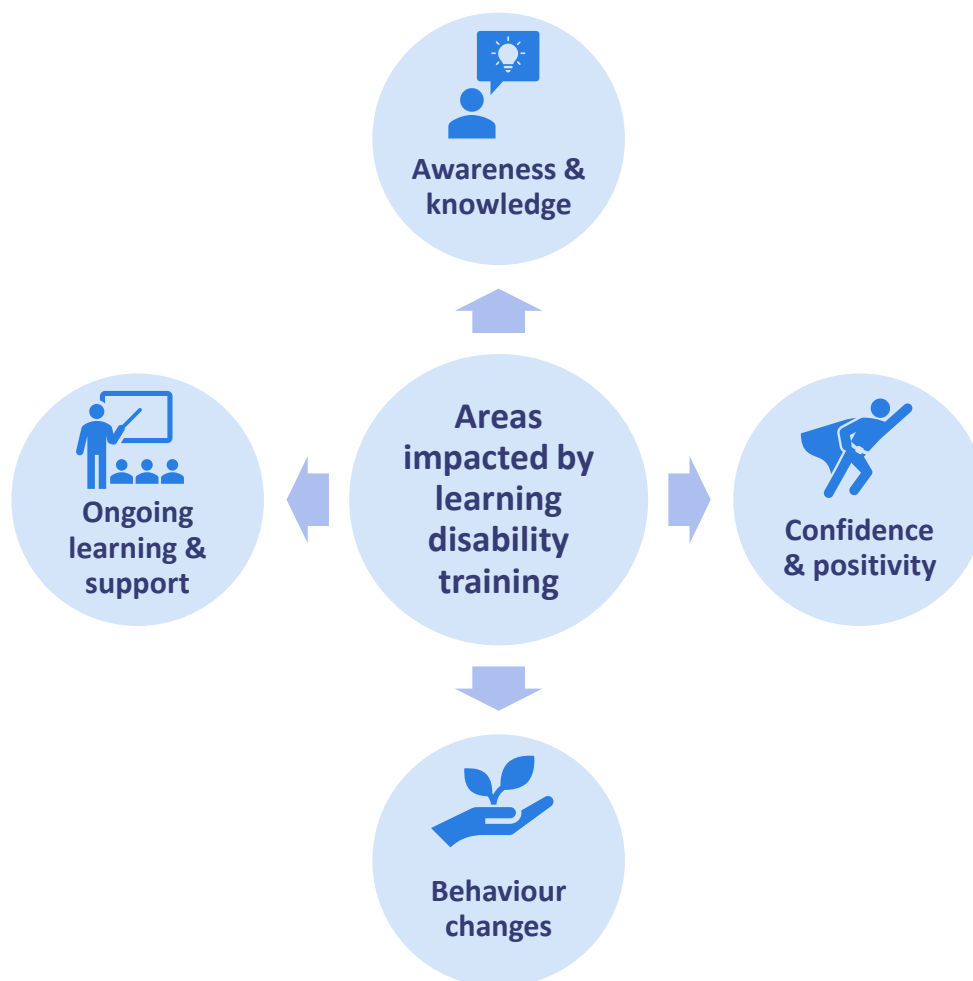 Awareness &
knowledge
Areas
impacted by
learning
disability
training
Ongoing
learning &
support
Confidence
& positivity
Behaviour
changes